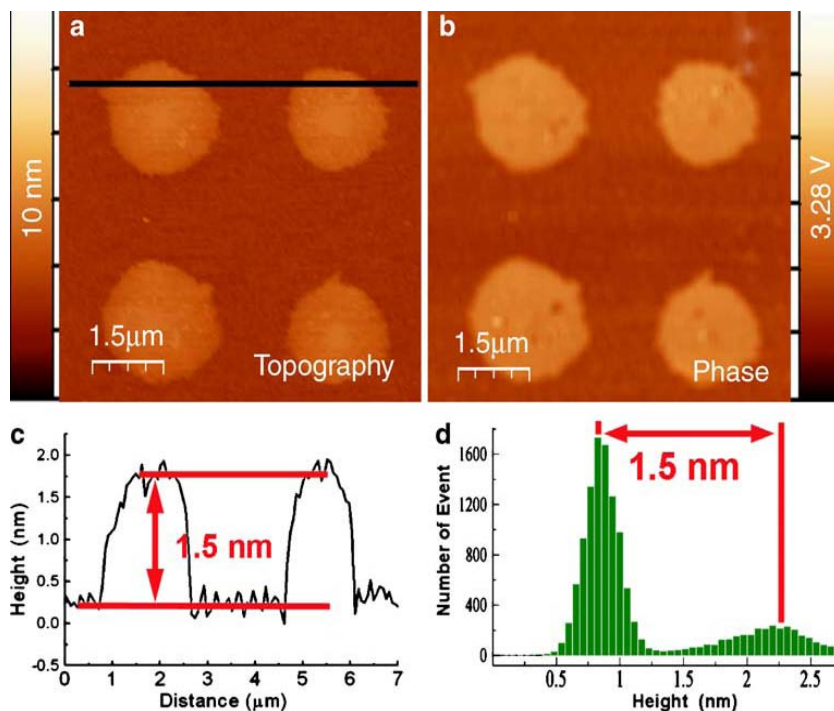 a
b
10 nm
3.28 V
1.5μm
Topography
1.5μm
Phase
c
Height (nm)
2.0
1.5
1.0
0.5
0.0
-0.5
1.5 nm
0 1 2 3 4 5 6 7
Distance (μm)
d
Number of Event
1600
1200
800
400
0
1.5 nm
0.5 1 1.5 2 2.5
Height (nm)